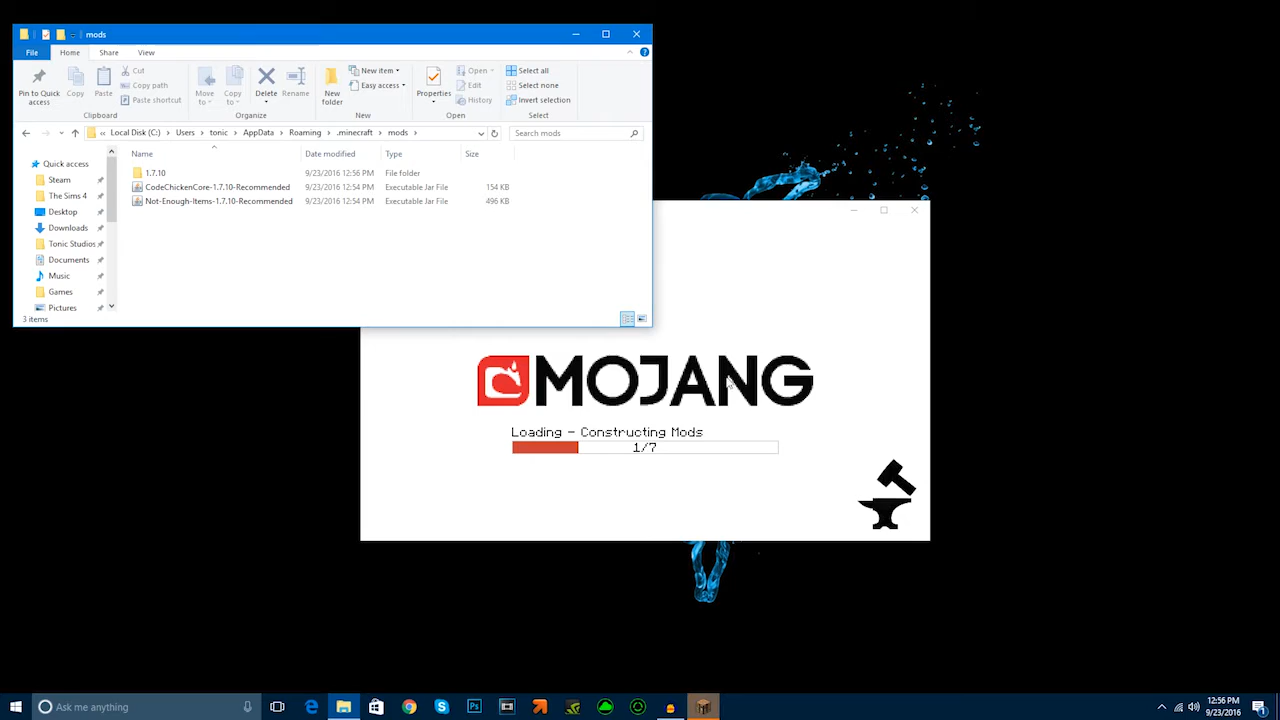 mods
File Home Share View
Pin to Quick access
Copy
Paste
Cut
Copy path
Paste shortcut
Clipboard
Move to
Copy to
Delete
Rename
Organize
New folder
New item
Easy access
New
Properties
Open
Edit
History
Open
Select all
Select none
Invert selection
Select
« Local Disk (C:) › Users › tonic › AppData › Roaming › .minecraft › mods ›
Search mods
Name Date modified Type Size
1.7.10 9/23/2016 12:56 PM File folder
CodeChickenCore-1.7.10-Recommended 9/23/2016 12:54 PM Executable Jar File 154 KB
Not-Enough-Items-1.7.10-Recommended 9/23/2016 12:54 PM Executable Jar File 496 KB
Quick access
Steam
The Sims 4
Desktop
Downloads
Tonic Studios
Documents
Music
Games
Pictures
3 items
MOJANG
Loading - Constructing Mods
1/7
Ask me anything
12:56 PM
9/23/2016